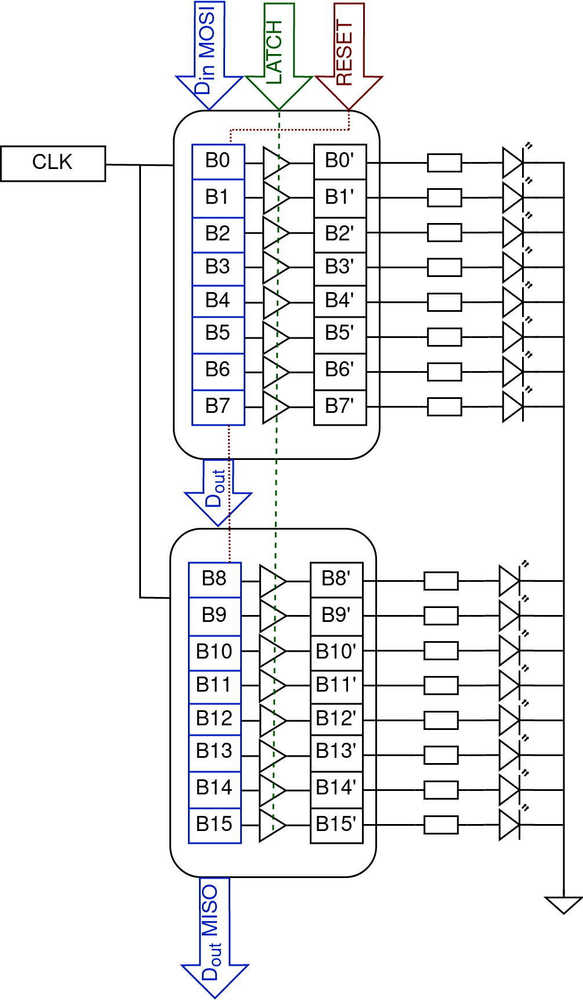 Din MOSI
LATCH
RESET
CLK
B0 B0'
B1 B1'
B2 B2'
B3 B3'
B4 B4'
B5 B5'
B6 B6'
B7 B7'
Dout
B8 B8'
B9 B9'
B10 B10'
B11 B11'
B12 B12'
B13 B13'
B14 B14'
B15 B15'
Dout MISO